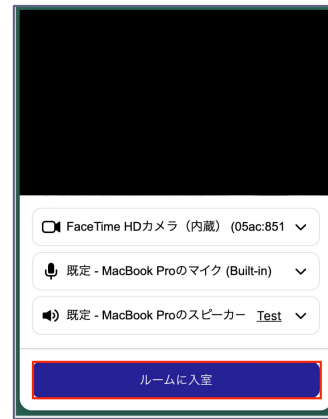 FaceTime HDカメラ（内蔵） (05ac:851
既定 - MacBook Proのマイク (Built-in)
既定 - MacBook Proのスピーカー Test
ルームに入室